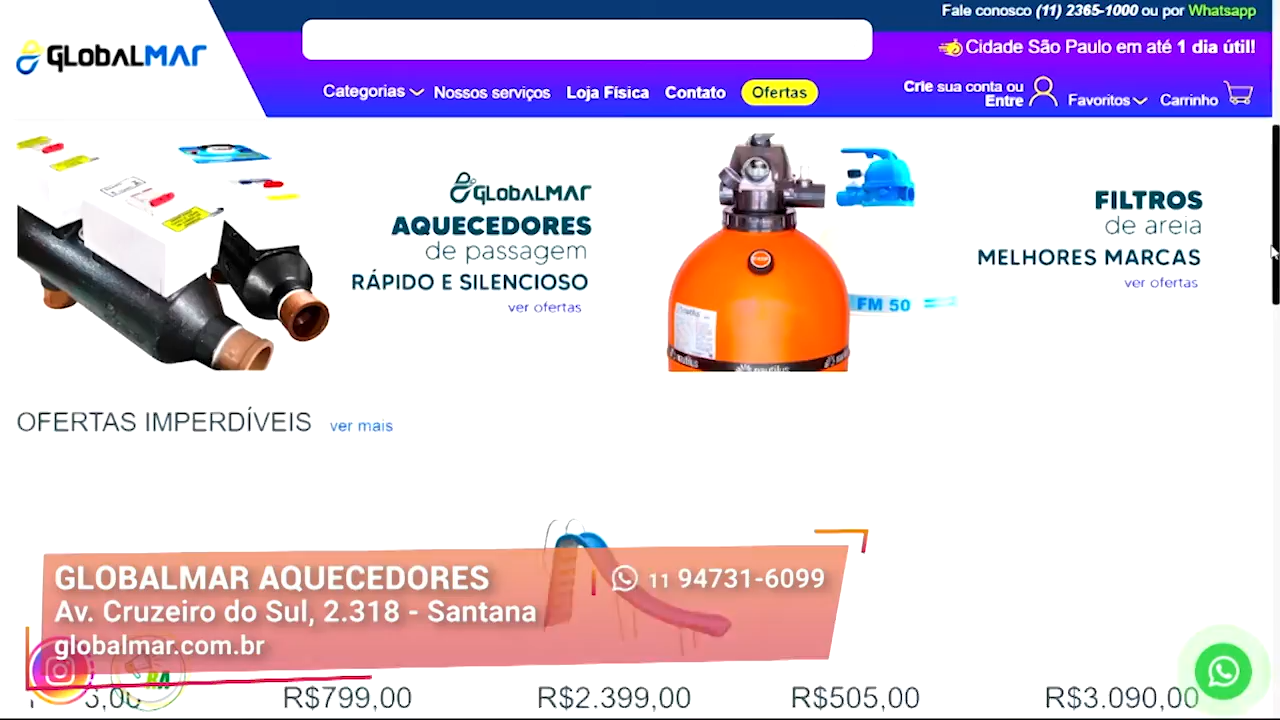 Fale conosco (11) 2365-1000 ou por Whatsapp
GLOBALMAR
Cidade São Paulo em até 1 dia útil!
Categorias Nossos serviços Loja Física Contato Ofertas
Crie sua conta ou
Entre
Favoritos Carrinho
GLOBALMAR
AQUECEDORES
de passagem
RÁPIDO E SILENCIOSO
ver ofertas
FILTROS
de areia
MELHORES MARCAS
ver ofertas
FM 50
nautilus
OFERTAS IMPERDÍVEIS ver mais
GLOBALMAR AQUECEDORES
11 94731-6099
Av. Cruzeiro do Sul, 2.318 - Santana
globalmar.com.br
RA
R$799,00 R$2.399,00 R$505,00 R$3.090,00